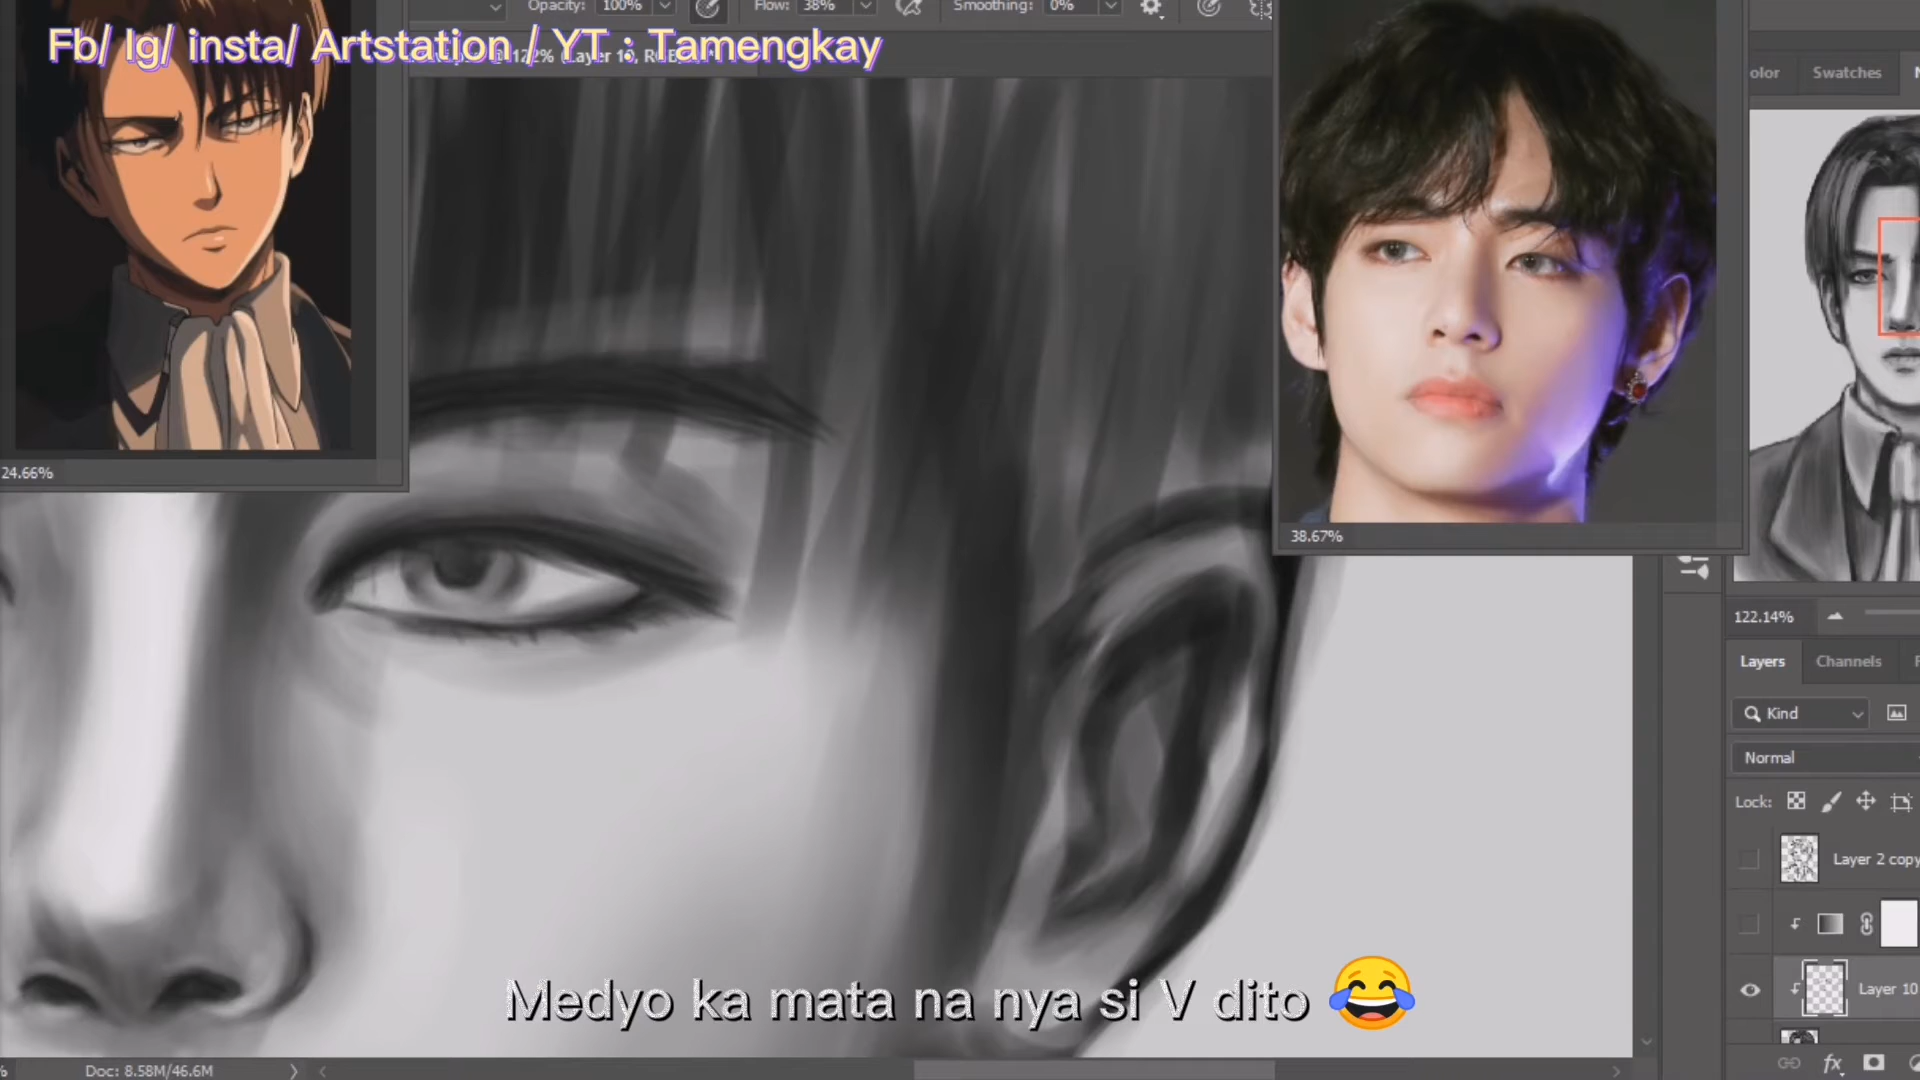 Opacity: 100% Flow: 38% Smoothing: 0%
Fb/ Ig/ insta/ Artstation / YT : Tamengkay
olor Swatches
24.66%
38.67%
122.14%
Layers Channels
Kind
Normal
Lock:
Layer 2 copy
Layer 10
Medyo ka mata na nya si V dito 😂
Doc: 8.58M/46.6M
fx